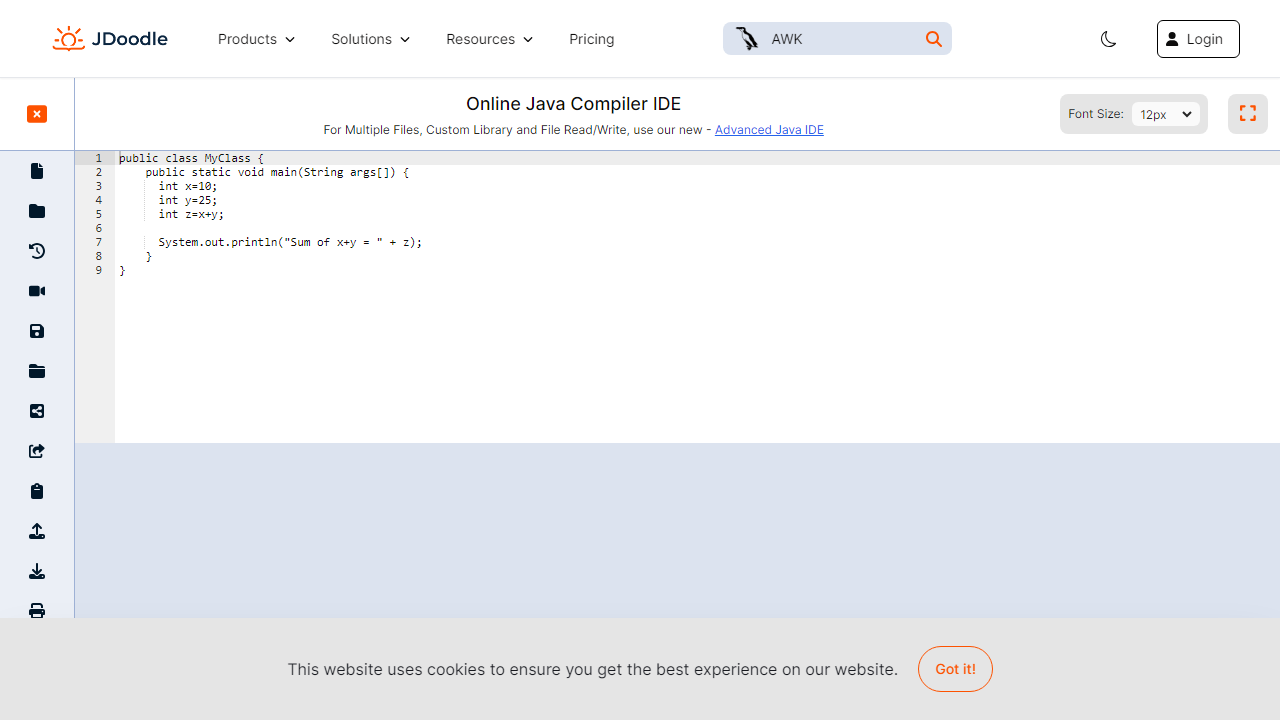 JDoodle
Products
Solutions
Resources
Pricing
AWK
Login
Online Java Compiler IDE
For Multiple Files, Custom Library and File Read/Write, use our new - Advanced Java IDE
Font Size:
12px
1 public class MyClass {
2     public static void main(String args[]) {
3       int x=10;
4       int y=25;
5       int z=x+y;
6
7       System.out.println("Sum of x+y = " + z);
8     }
9 }
This website uses cookies to ensure you get the best experience on our website.
Got it!